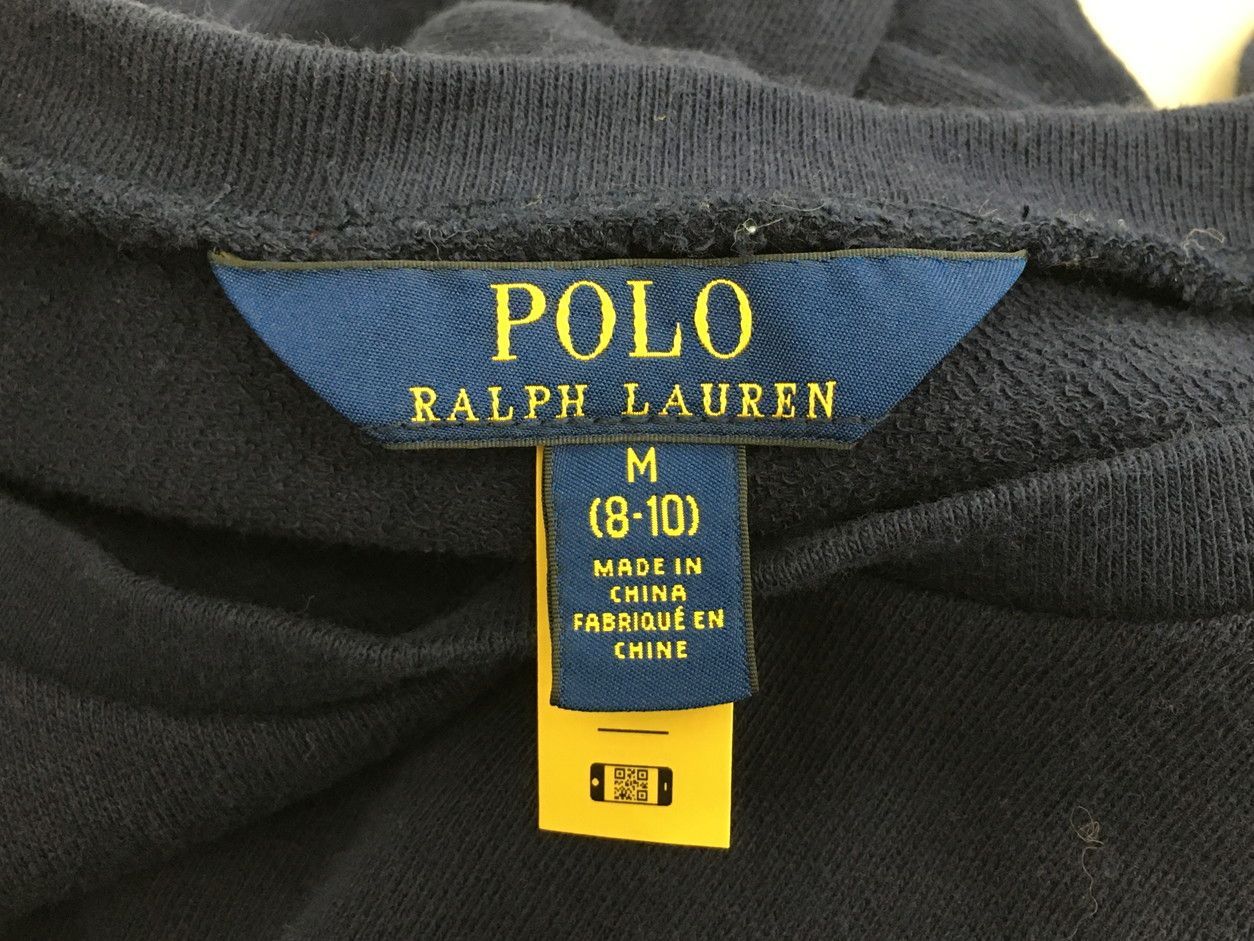 POLO
RALPH LAUREN
M
(8-10)
MADE IN
CHINA
FABRIQUÉ EN
CHINE